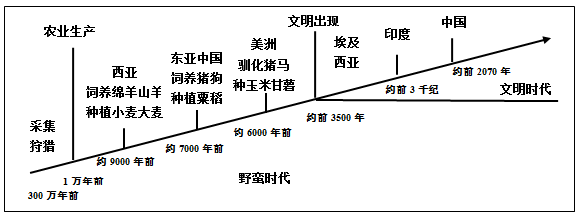 农业生产
采集
狩猎
300 万年前
1 万年前
西亚
饲养绵羊山羊
种植小麦大麦
约 9000 年前
东亚中国
饲养猪狗
种植粟稻
约 7000 年前
美洲
驯化猪马
种玉米甘薯
约 6000 年前
文明出现
约前 3500 年
埃及
西亚
印度
约前 3 千纪
中国
约前 2070 年
野蛮时代
文明时代